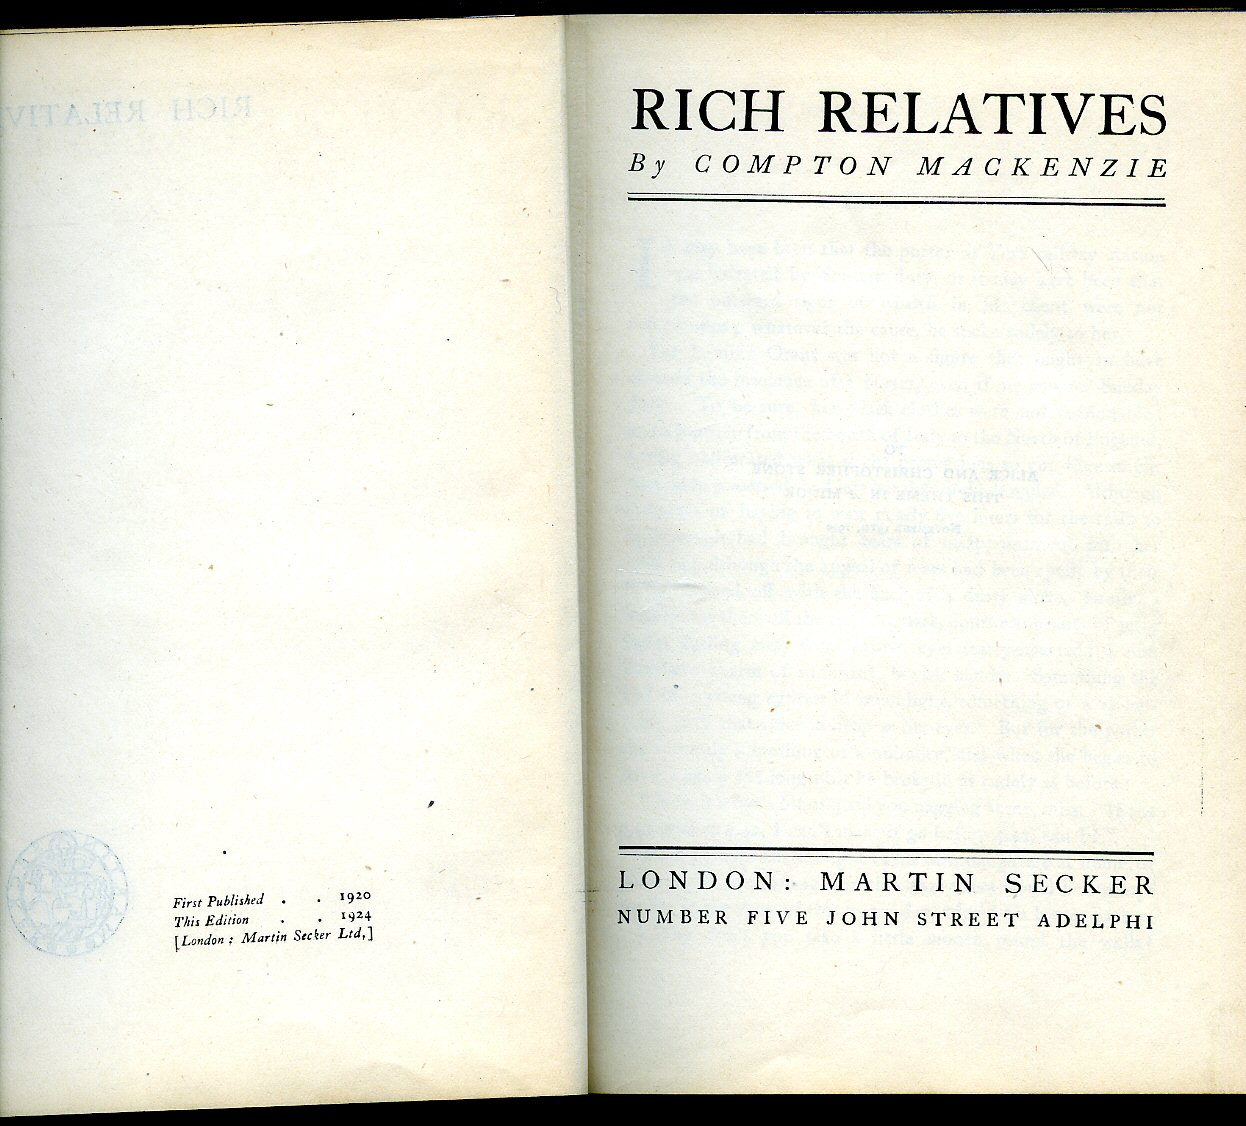 First Published . . 1920
This Edition . . 1924
[London: Martin Secker Ltd,]
RICH RELATIVES
By COMPTON MACKENZIE
LONDON: MARTIN SECKER
NUMBER FIVE JOHN STREET ADELPHI